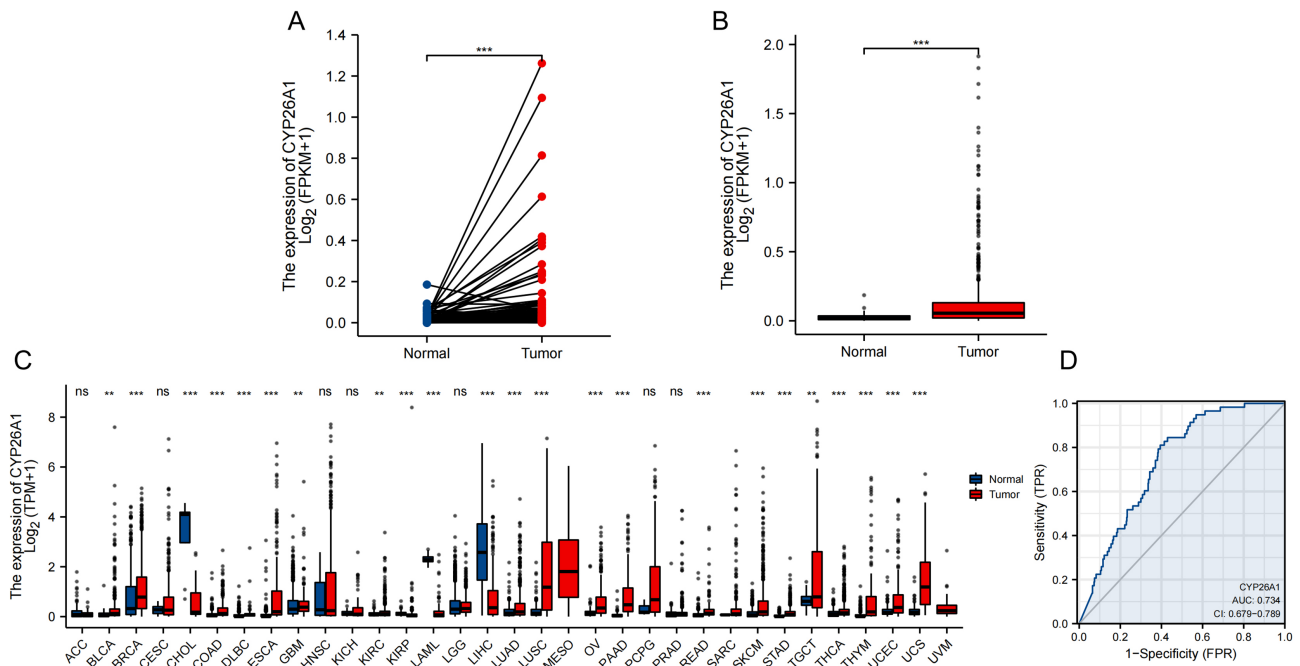 A
The expression of CYP26A1
Log2 (FPKM+1)
1.4
1.2
1.0
0.8
0.6
0.4
0.2
0.0
***
Normal Tumor
B
The expression of CYP26A1
Log2 (FPKM+1)
2.0
1.5
1.0
0.5
0.0
***
Normal Tumor
C
The expression of CYP26A1
Log2 (TPM+1)
8
6
4
2
0
ns ** *** ns *** *** *** *** ** ns ns ** *** *** ns *** *** *** *** *** ns ns *** *** *** ** *** *** *** ***
ACC BLCA BRCA CESC CHOL COAD DLBC ESCA GBM HNSC KICH KIRC KIRP LAML LGG LIHC LUAD LUSC MESO OV PAAD PCPG PRAD READ SARC SKCM STAD TGCT THCA THYM UCEC UCS UVM
Normal
Tumor
D
Sensitivity (TPR)
1.0
0.8
0.6
0.4
0.2
0.0
CYP26A1
AUC: 0.734
CI: 0.679−0.789
0.0 0.2 0.4 0.6 0.8 1.0
1−Specificity (FPR)